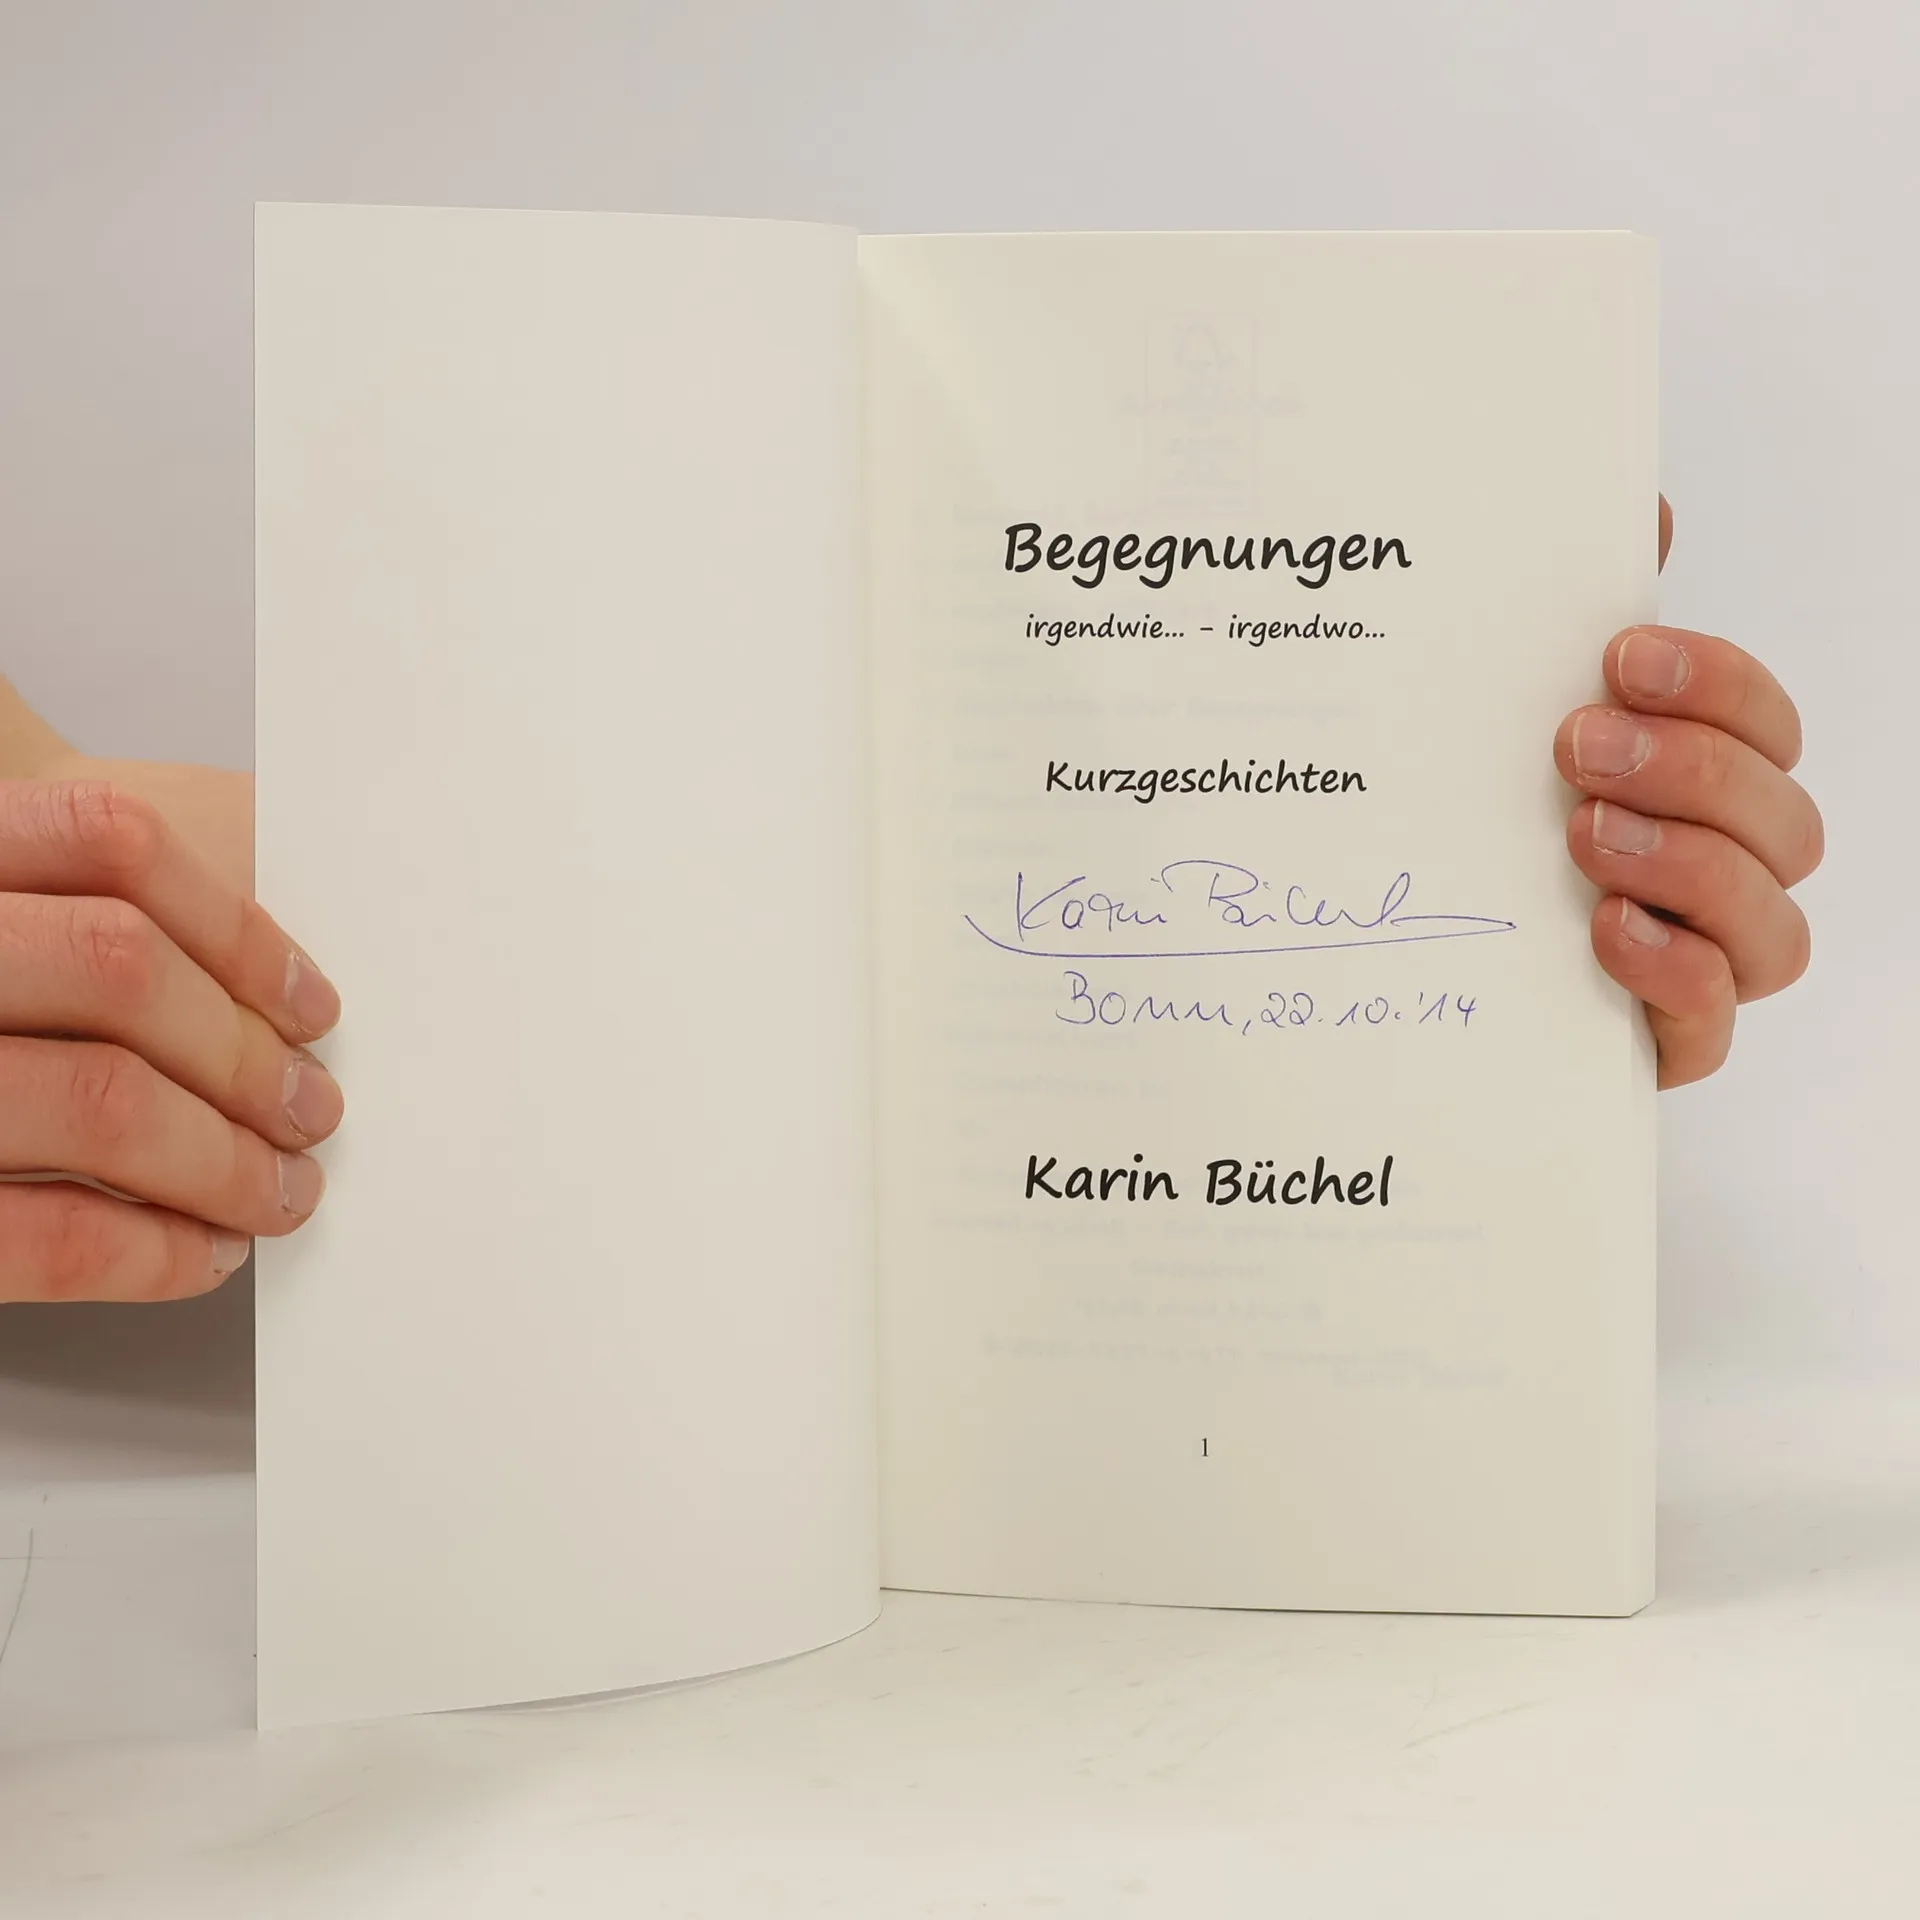 Begegnungen
irgendwie... - irgendwo...
Kurzgeschichten
Karin Büchel
Bonn, 22.10.'14
Karin Büchel
1